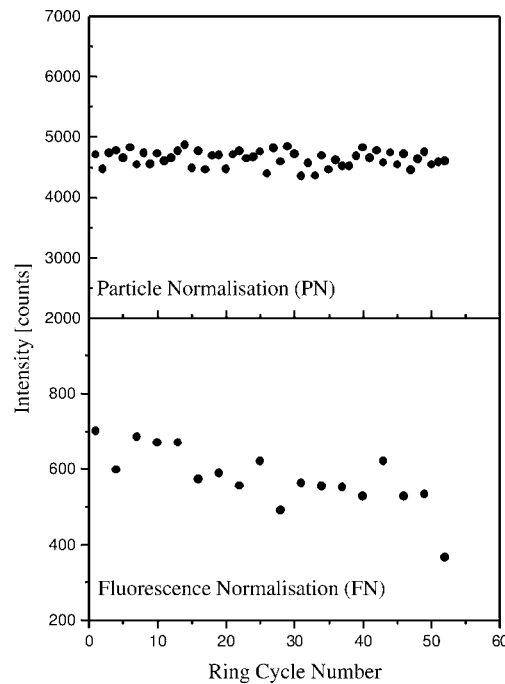 7000
6000
5000
4000
3000
Particle Normalisation (PN)
2000
Intensity [counts]
800
600
400
Fluorescence Normalisation (FN)
200
0 10 20 30 40 50 60
Ring Cycle Number